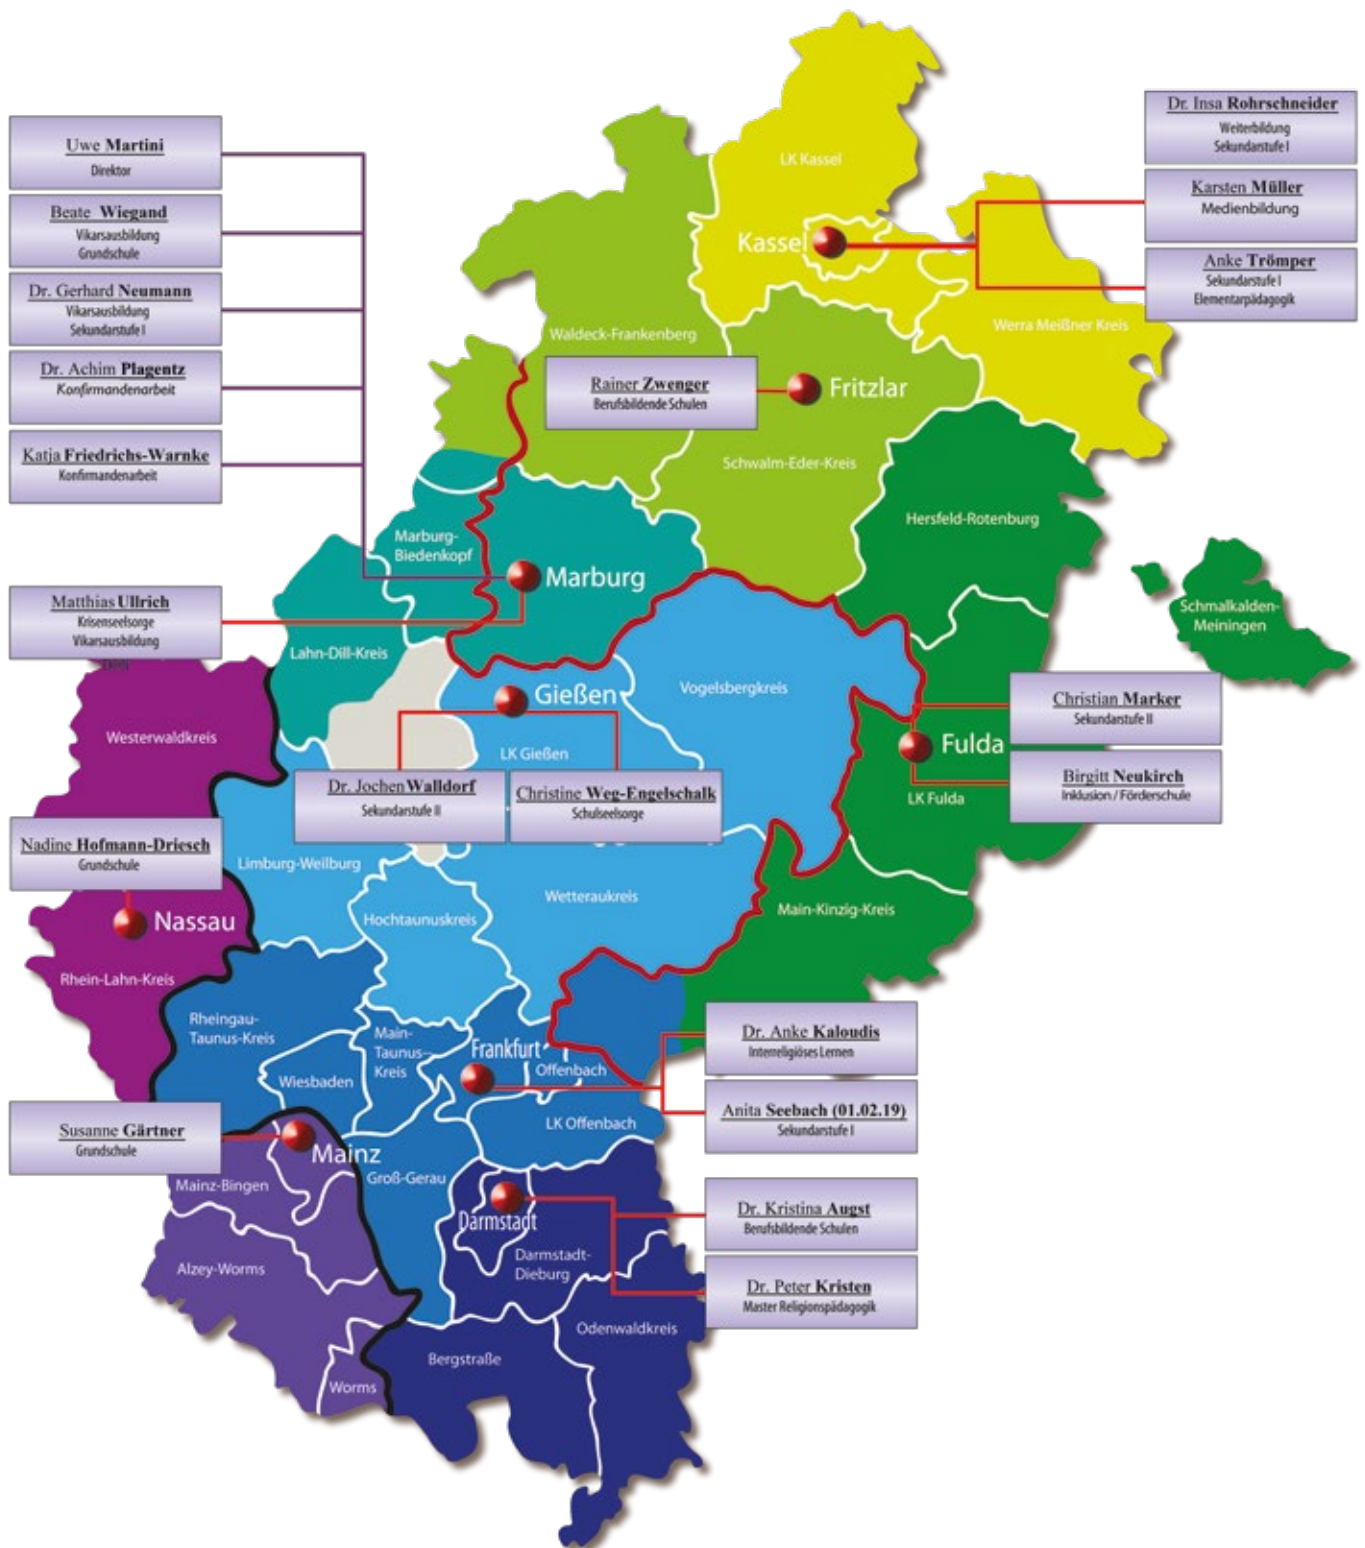 Uwe Martini
Direktor
Beate Wiegand
Vikarsausbildung
Grundschule
Dr. Gerhard Neumann
Vikarsausbildung
Sekundarstufe I
Dr. Achim Plagentz
Konfirmandenarbeit
Katja Friedrichs-Warnke
Konfirmandenarbeit
Matthias Ullrich
Krisenseelsorge
Vikarsausbildung
Dr. Insa Rohrschneider
Weiterbildung
Sekundarstufe I
Karsten Müller
Medienbildung
Anke Trömper
Sekundarstufe I
Elementarpädagogik
LK Kassel
Kassel
Werra Meißner Kreis
Waldeck-Frankenberg
Rainer Zwenger
Berufsbildende Schulen
Fritzlar
Schwalm-Eder-Kreis
Hersfeld-Rotenburg
Marburg-
Biedenkopf
Marburg
Schmalkalden-
Meiningen
Lahn-Dill-Kreis
Gießen
Vogelsbergkreis
LK Gießen
Westerwaldkreis
Christian Marker
Sekundarstufe II
Fulda
Birgitt Neukirch
Inklusion / Förderschule
LK Fulda
Dr. Jochen Walldorf
Sekundarstufe II
Christine Weg-Engelschalk
Schulseelsorge
Nadine Hofmann-Driesch
Grundschule
Limburg-Weilburg
Wetteraukreis
Main-Kinzig-Kreis
Hochtaunuskreis
Nassau
Rhein-Lahn-Kreis
Rheingau-
Taunus-Kreis
Main-
Taunus-
Kreis
Frankfurt
Offenbach
Wiesbaden
LK Offenbach
Dr. Anke Kaloudis
Interreligiöses Lernen
Anita Seebach (01.02.19)
Sekundarstufe I
Susanne Gärtner
Grundschule
Mainz
Mainz-Bingen
Groß-Gerau
Darmstadt
Darmstadt-
Dieburg
Dr. Kristina Augst
Berufsbildende Schulen
Dr. Peter Kristen
Master Religionspädagogik
Alzey-Worms
Odenwaldkreis
Bergstraße
Worms